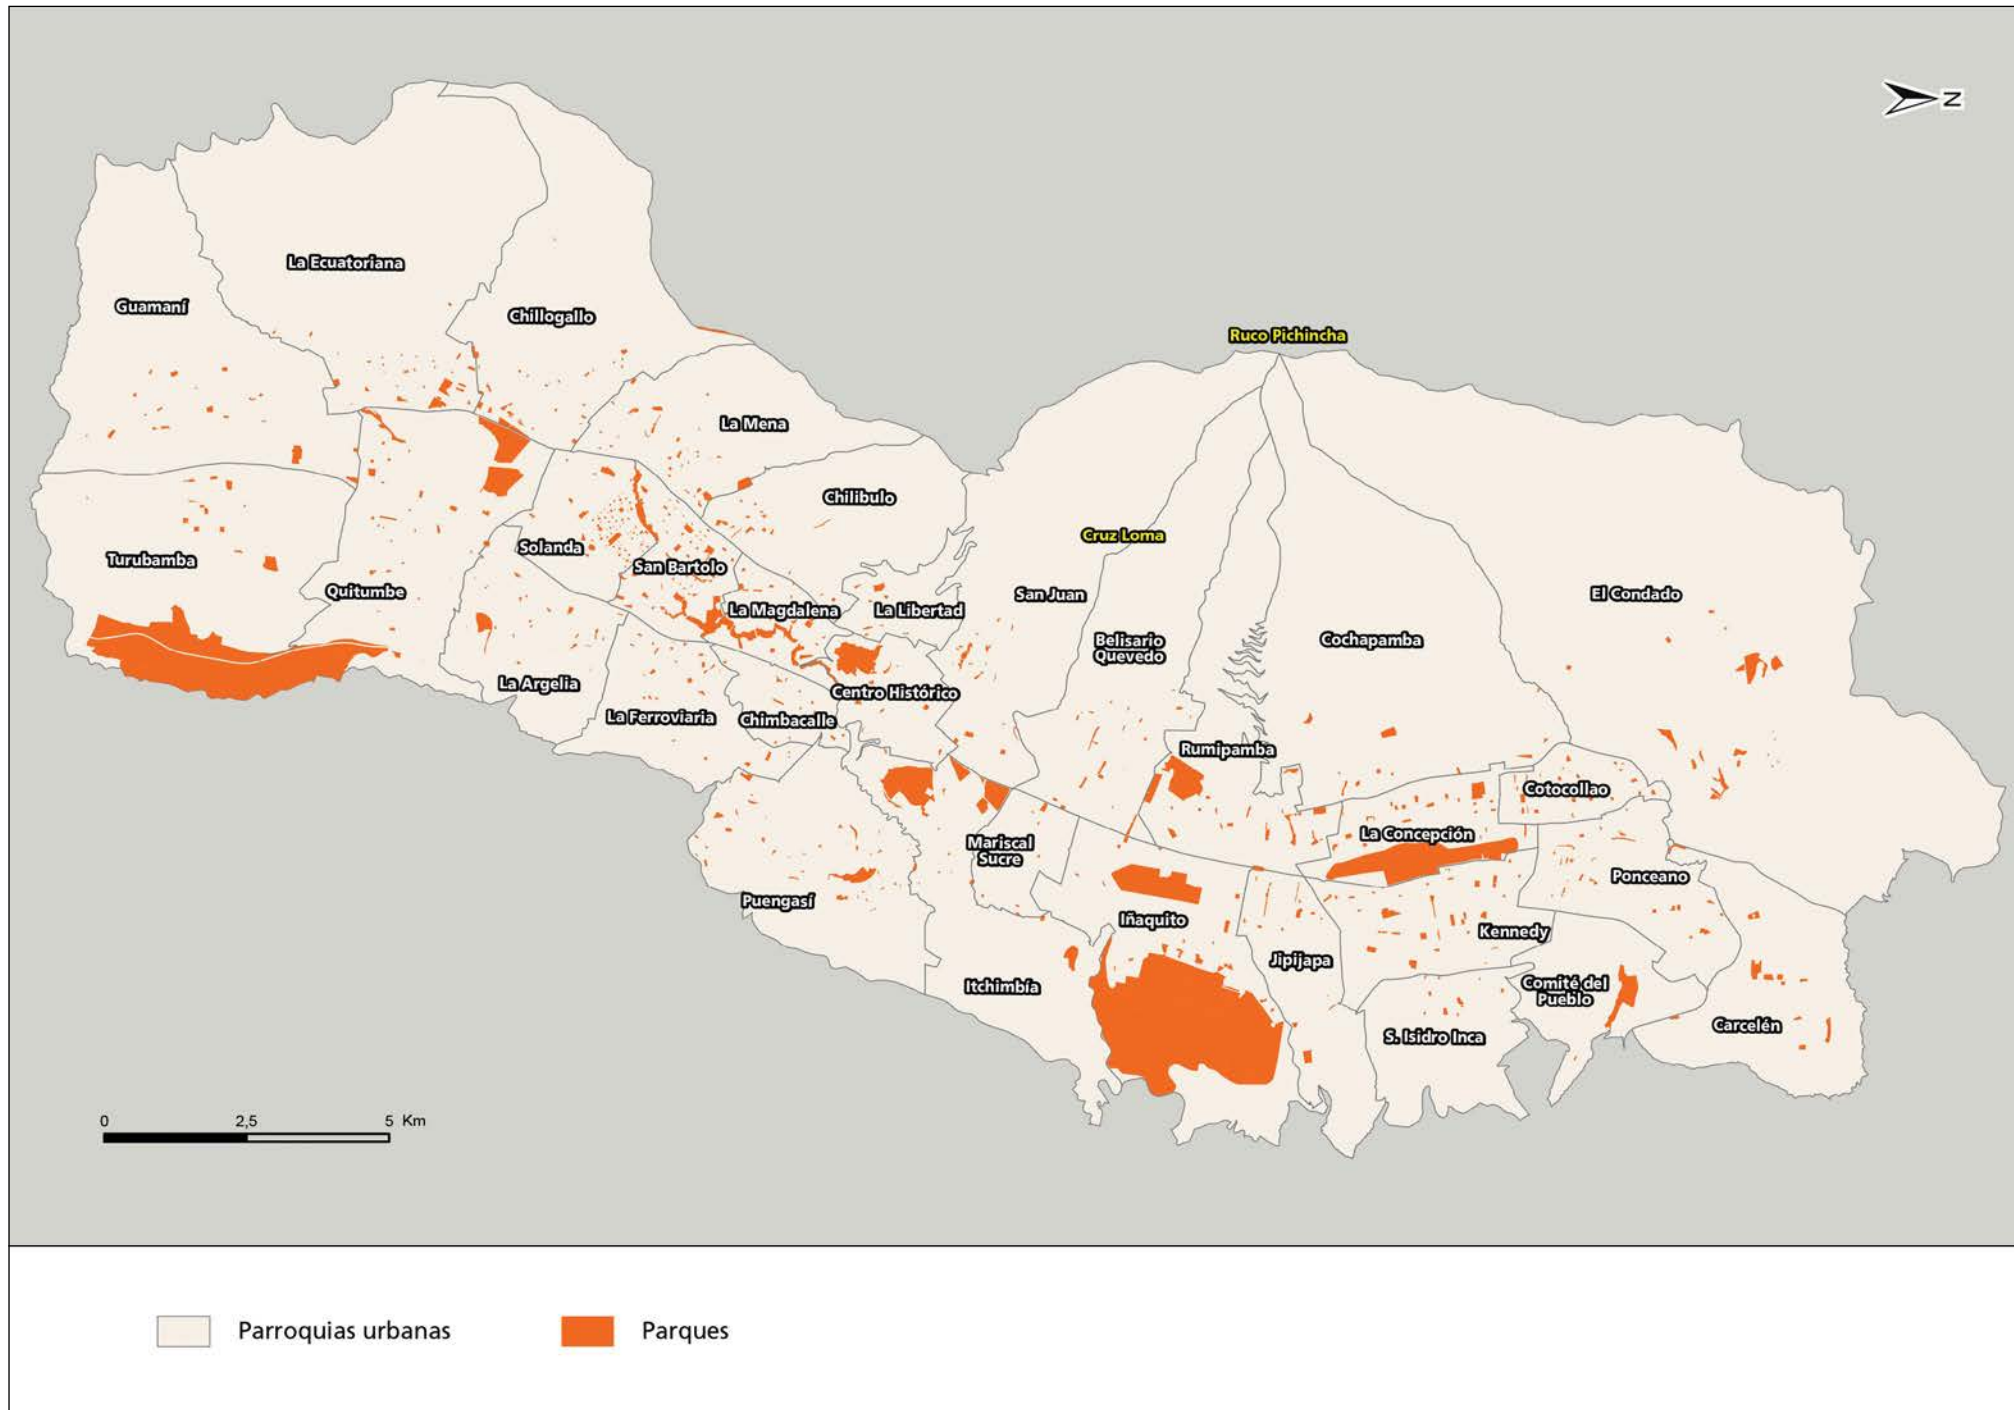 N
La Ecuatoriana
Guamaní
Chillogallo
Ruco Pichincha
La Mena
Chilibulo
Cruz Loma
Solanda
San Bartolo
Turubamba
Quitumbe
La Magdalena
La Libertad
San Juan
El Condado
Belisario
Quevedo
Cochapamba
La Argelia
Centro Histórico
La Ferroviaria
Chimbacalle
Rumipamba
Cotocollao
La Concepción
Mariscal
Sucre
Ponceano
Puengasí
Iñaquito
Kennedy
Jipijapa
Itchimbía
Comité del
Pueblo
S. Isidro Inca
Carcelén
0 2,5 5 Km
Parroquias urbanas
Parques